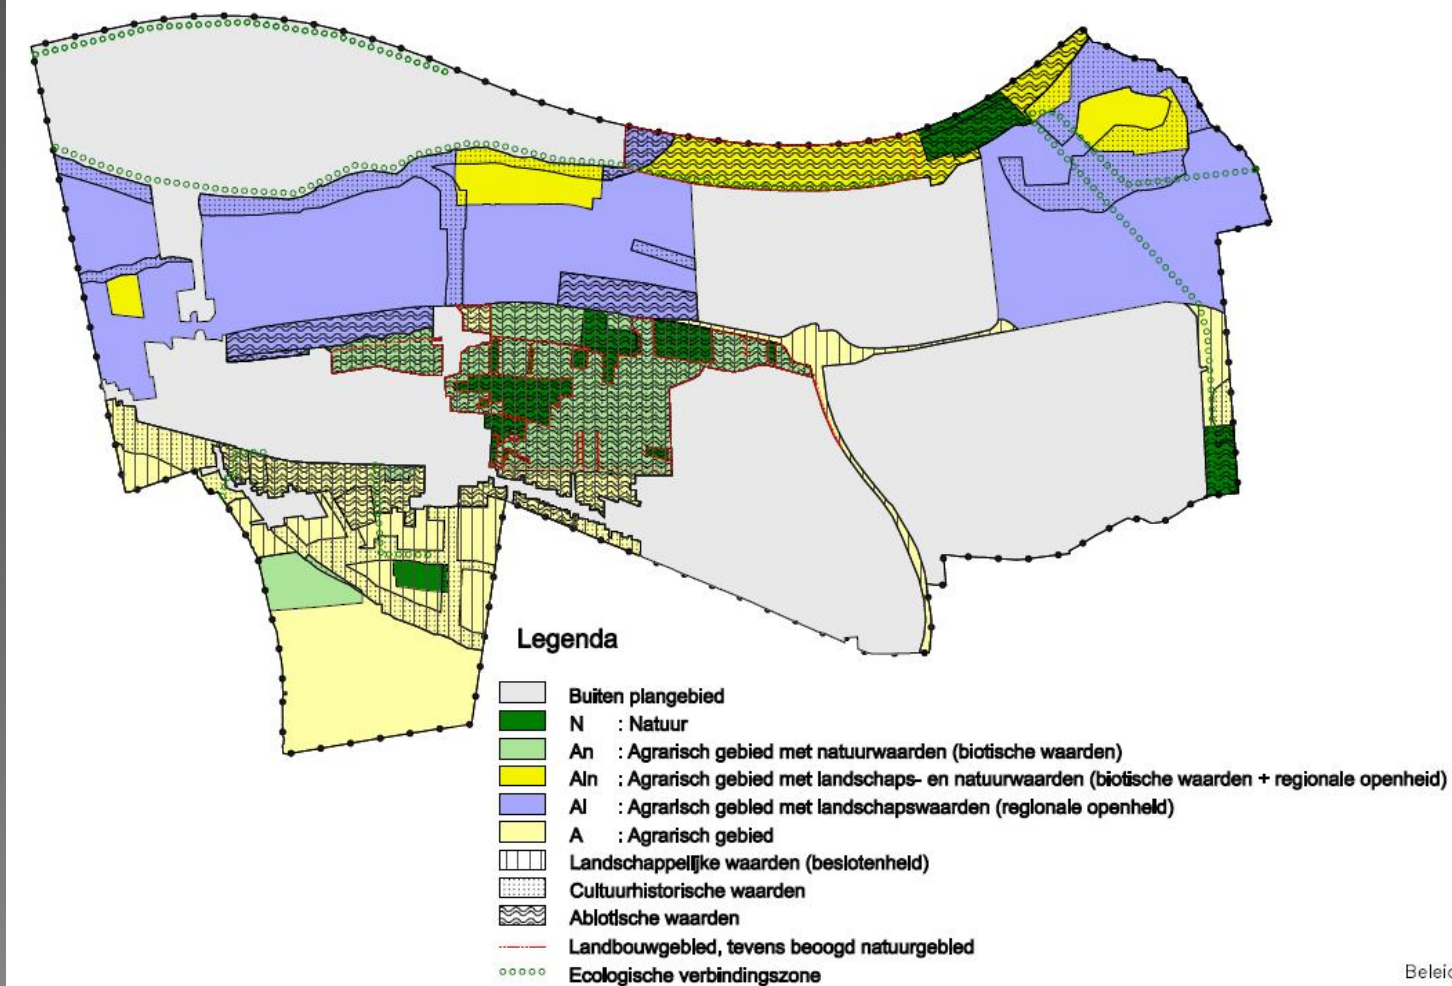 Legenda
Buiten plangebied
N : Natuur
An : Agrarisch gebied met natuurwaarden (biotische waarden)
Aln : Agrarisch gebied met landschaps- en natuurwaarden (biotische waarden + regionale openheid)
Al : Agrarisch gebied met landschapswaarden (regionale openheid)
A : Agrarisch gebied
Landschappelijke waarden (beslotenheid)
Cultuurhistorische waarden
Abiotische waarden
Landbouwgebied, tevens beoogd natuurgebied
Ecologische verbindingszone
Beleid